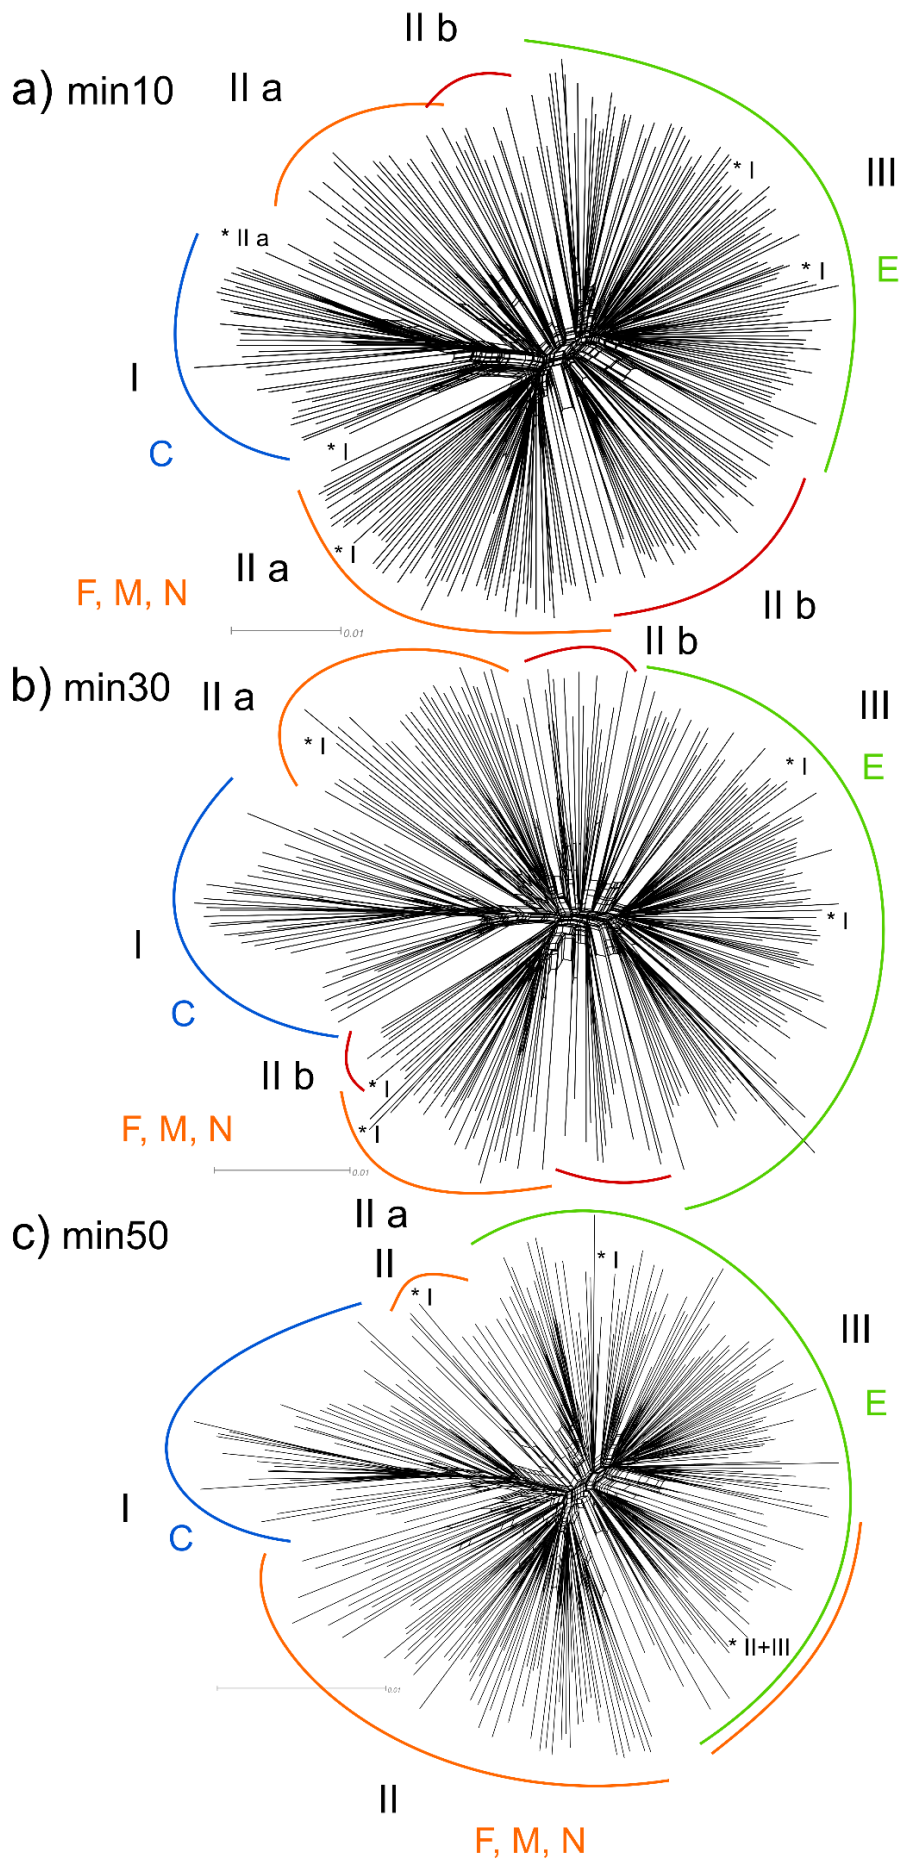 II b
a) min10
II a
III
* I
* II a
E
* I
I
C
* I
* I
II a
F, M, N
II b
0.01
II b
b) min30
II a
III
* I
* I
E
* I
I
C
II b
* I
F, M, N
* I
0.01
II a
c) min50
II
* I
* I
III
E
I
C
* II+III
0.01
II
F, M, N